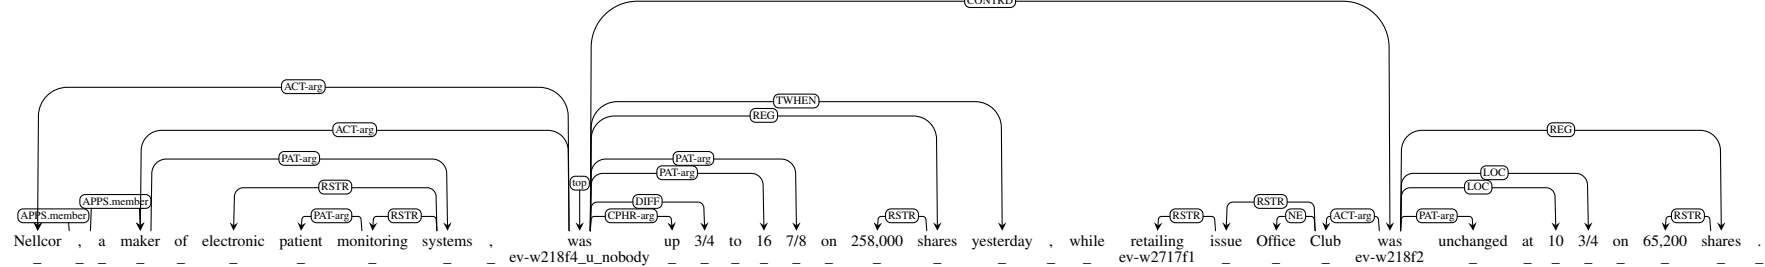 CONTRD
ACT-arg
TWHEN
REG
ACT-arg REG
PAT-arg PAT-arg
PAT-arg LOC
top
RSTR LOC
APPS.member DIFF RSTR
APPS.member PAT-arg RSTR CPHR-arg RSTR RSTR NE ACT-arg PAT-arg RSTR
Nellcor , a maker of electronic patient monitoring systems , was up 3/4 to 16 7/8 on 258,000 shares yesterday , while retailing issue Office Club was unchanged at 10 3/4 on 65,200 shares .
_ _ _ _ _ _ _ _ _ _ ev-w218f4_u_nobody _ _ _ _ _ _ _ _ _ _ _ ev-w2717f1 _ _ _ ev-w218f2 _ _ _ _ _ _ _ _